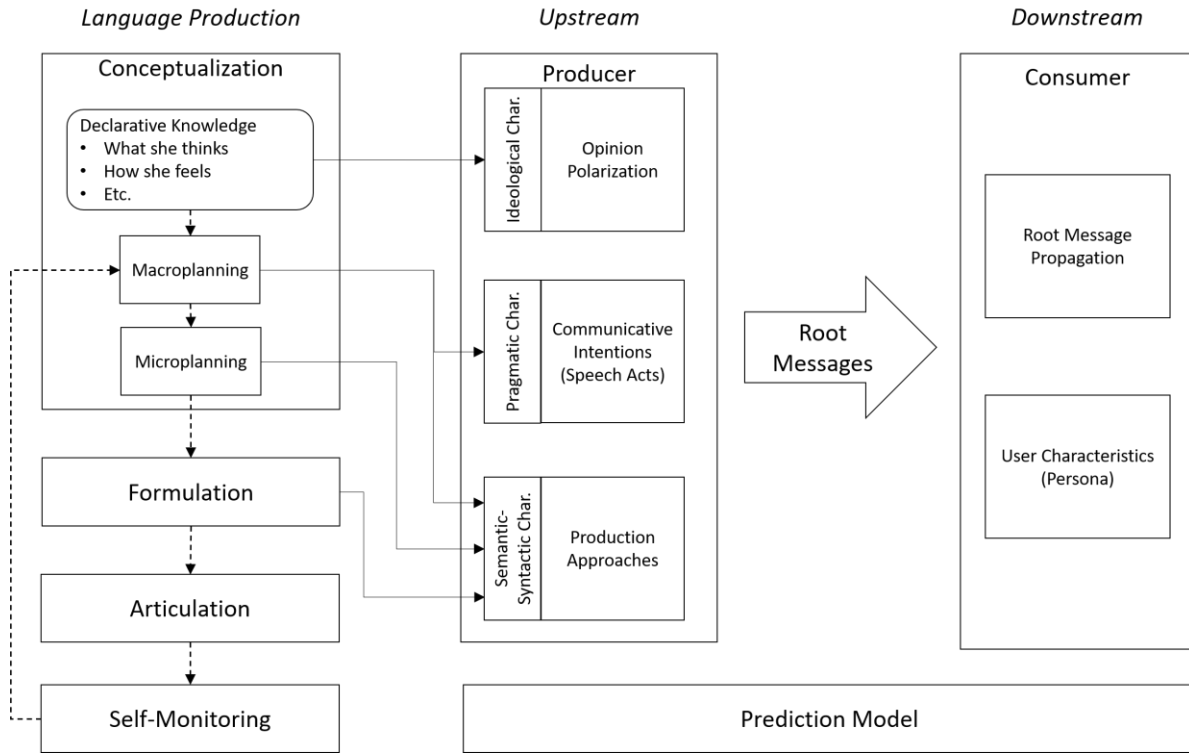 Language Production
Upstream
Downstream
Conceptualization
Declarative Knowledge
• What she thinks
• How she feels
• Etc.
Macroplanning
Microplanning
Formulation
Articulation
Self-Monitoring
Producer
Ideological Char.
Opinion
Polarization
Pragmatic Char.
Communicative
Intentions
(Speech Acts)
Semantic-
Syntactic Char.
Production
Approaches
Root
Messages
Consumer
Root Message
Propagation
User Characteristics
(Persona)
Prediction Model